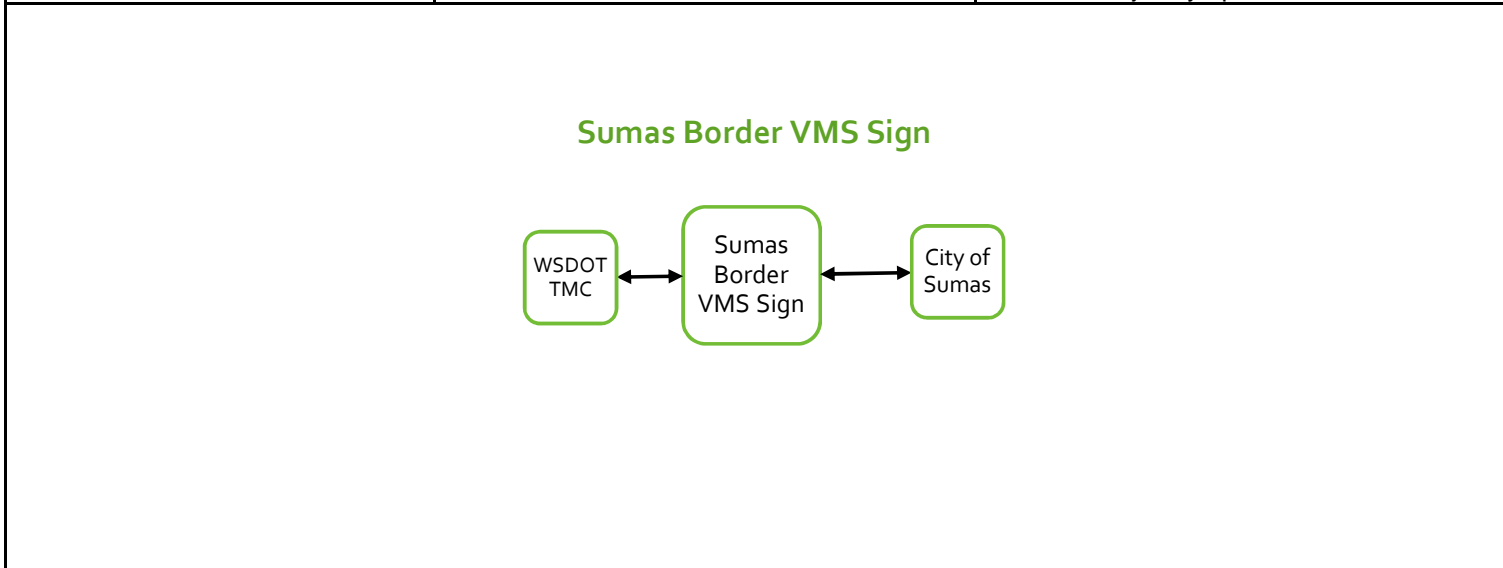 Sumas Border VMS Sign
WSDOT
TMC
Sumas
Border
VMS Sign
City of
Sumas